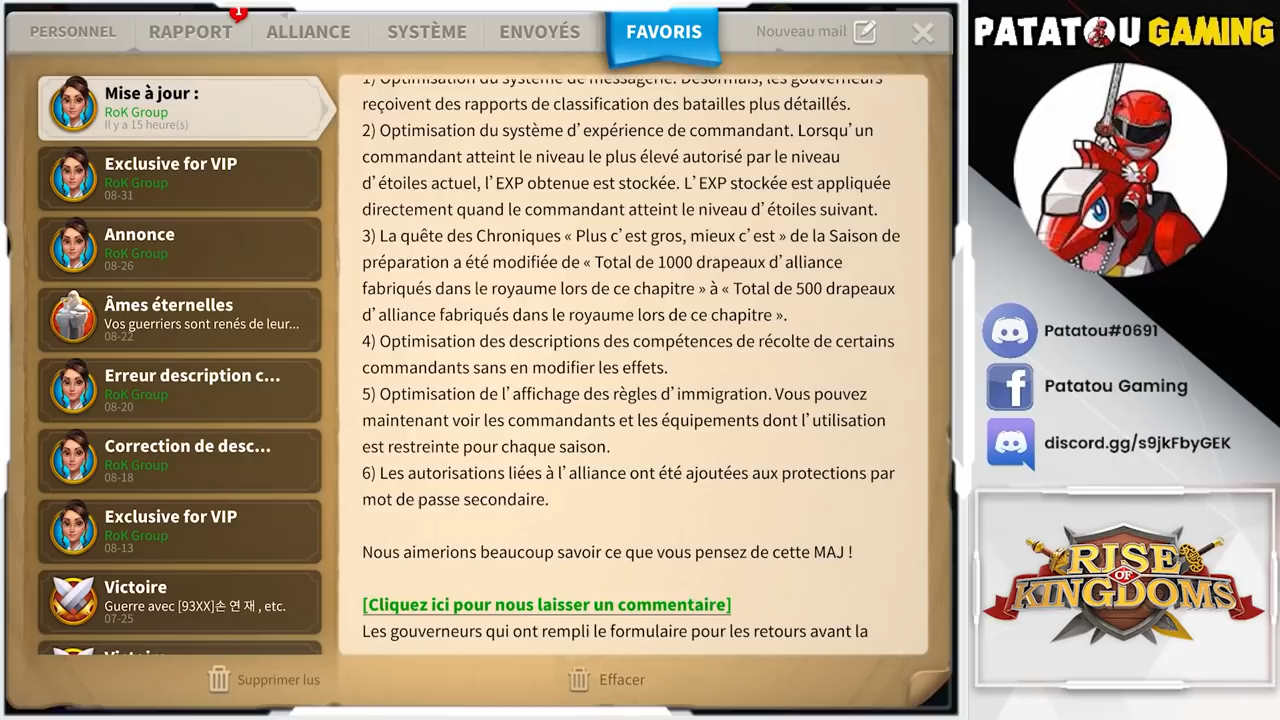 PERSONNEL
RAPPORT
1
ALLIANCE
SYSTÈME
ENVOYÉS
FAVORIS
Nouveau mail
Mise à jour :
RoK Group
Il y a 15 heure(s)
Exclusive for VIP
RoK Group
08-31
Annonce
RoK Group
08-26
Âmes éternelles
Vos guerriers sont renés de leur...
08-22
Erreur description c...
RoK Group
08-20
Correction de desc...
RoK Group
08-18
Exclusive for VIP
RoK Group
08-13
Victoire
Guerre avec [93XX]손 연 재 , etc.
07-25
Victoire
1) Optimisation du système de messagerie. Désormais, les gouverneurs
reçoivent des rapports de classification des batailles plus détaillés.
2) Optimisation du système d'expérience de commandant. Lorsqu'un
commandant atteint le niveau le plus élevé autorisé par le niveau
d'étoiles actuel, l'EXP obtenue est stockée. L'EXP stockée est appliquée
directement quand le commandant atteint le niveau d'étoiles suivant.
3) La quête des Chroniques « Plus c'est gros, mieux c'est » de la Saison de
préparation a été modifiée de « Total de 1000 drapeaux d'alliance
fabriqués dans le royaume lors de ce chapitre » à « Total de 500 drapeaux
d'alliance fabriqués dans le royaume lors de ce chapitre ».
4) Optimisation des descriptions des compétences de récolte de certains
commandants sans en modifier les effets.
5) Optimisation de l'affichage des règles d'immigration. Vous pouvez
maintenant voir les commandants et les équipements dont l'utilisation
est restreinte pour chaque saison.
6) Les autorisations liées à l'alliance ont été ajoutées aux protections par
mot de passe secondaire.
Nous aimerions beaucoup savoir ce que vous pensez de cette MAJ !
[Cliquez ici pour nous laisser un commentaire]
Les gouverneurs qui ont rempli le formulaire pour les retours avant la
Supprimer lus
Effacer
PATATOU GAMING
Patatou#0691
Patatou Gaming
discord.gg/s9jkFbyGEK
RISE
OF
KINGDOMS